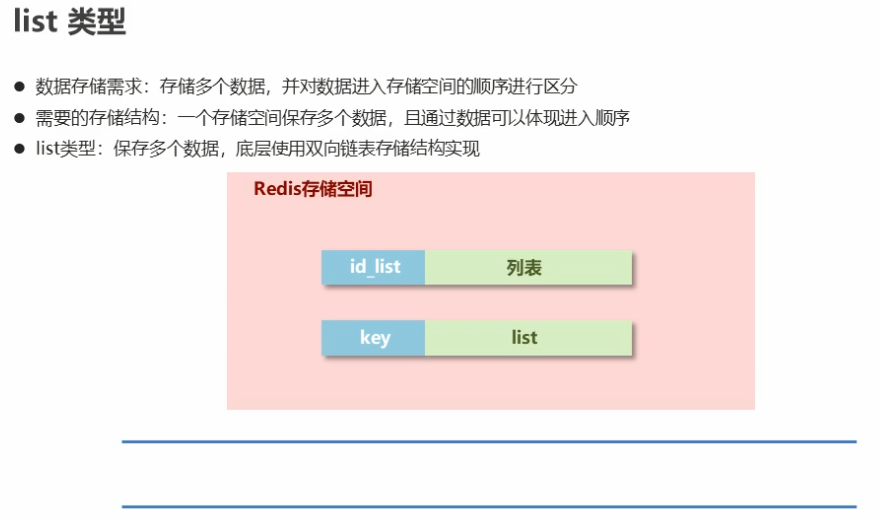 list 类型
● 数据存储需求：存储多个数据，并对数据进入存储空间的顺序进行区分
● 需要的存储结构：一个存储空间保存多个数据，且通过数据可以体现进入顺序
● list类型：保存多个数据，底层使用双向链表存储结构实现
Redis存储空间
id_list 列表
key list